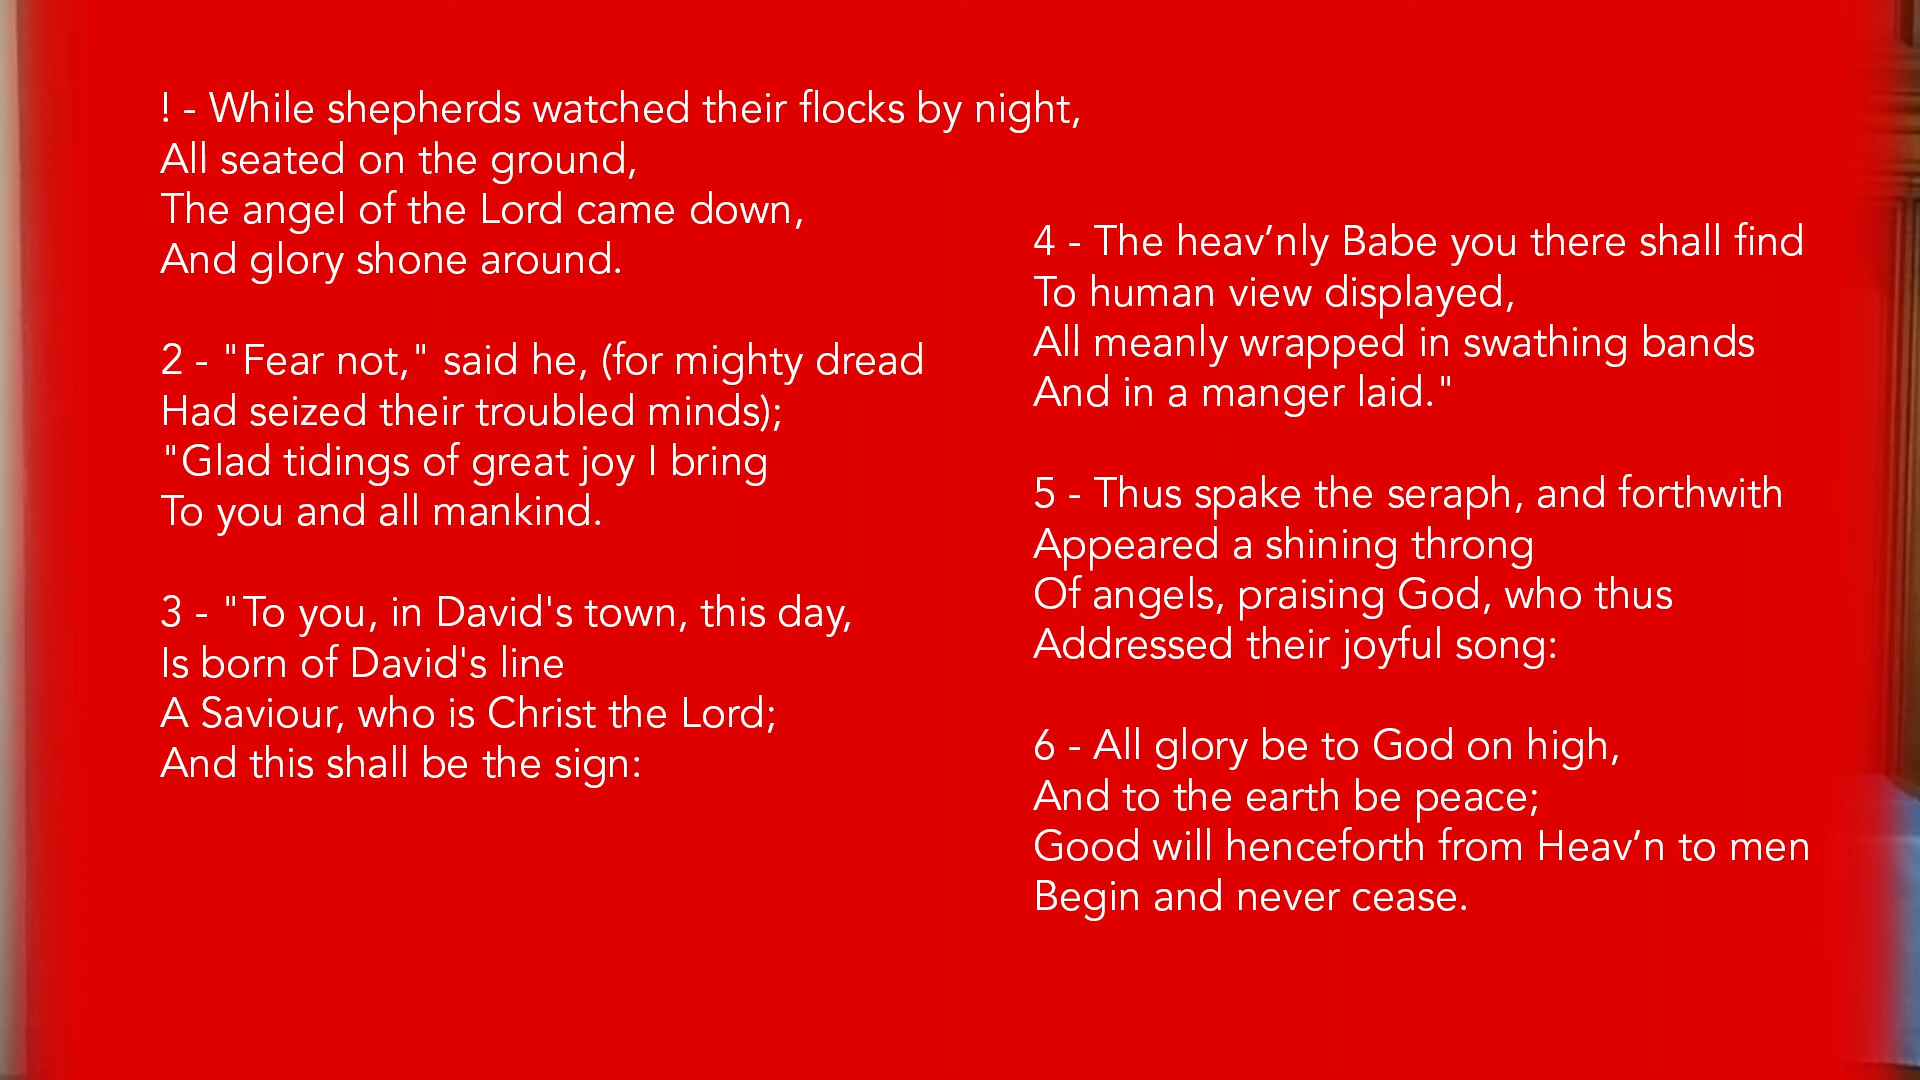 ! - While shepherds watched their flocks by night,
All seated on the ground,
The angel of the Lord came down,
And glory shone around.
2 - "Fear not," said he, (for mighty dread
Had seized their troubled minds);
"Glad tidings of great joy I bring
To you and all mankind.
3 - "To you, in David's town, this day,
Is born of David's line
A Saviour, who is Christ the Lord;
And this shall be the sign:
4 - The heav’nly Babe you there shall find
To human view displayed,
All meanly wrapped in swathing bands
And in a manger laid."
5 - Thus spake the seraph, and forthwith
Appeared a shining throng
Of angels, praising God, who thus
Addressed their joyful song:
6 - All glory be to God on high,
And to the earth be peace;
Good will henceforth from Heav’n to men
Begin and never cease.